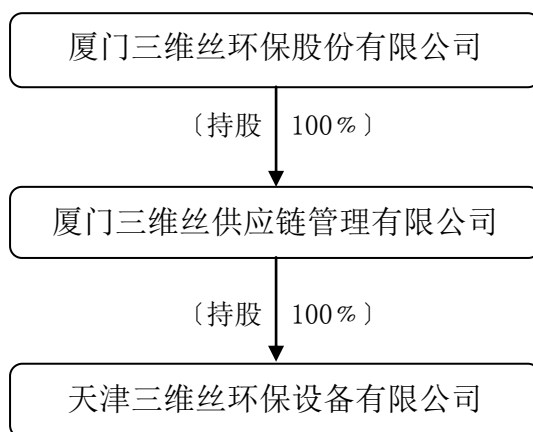 厦门三维丝环保股份有限公司
〔持股 100%〕
厦门三维丝供应链管理有限公司
〔持股 100%〕
天津三维丝环保设备有限公司